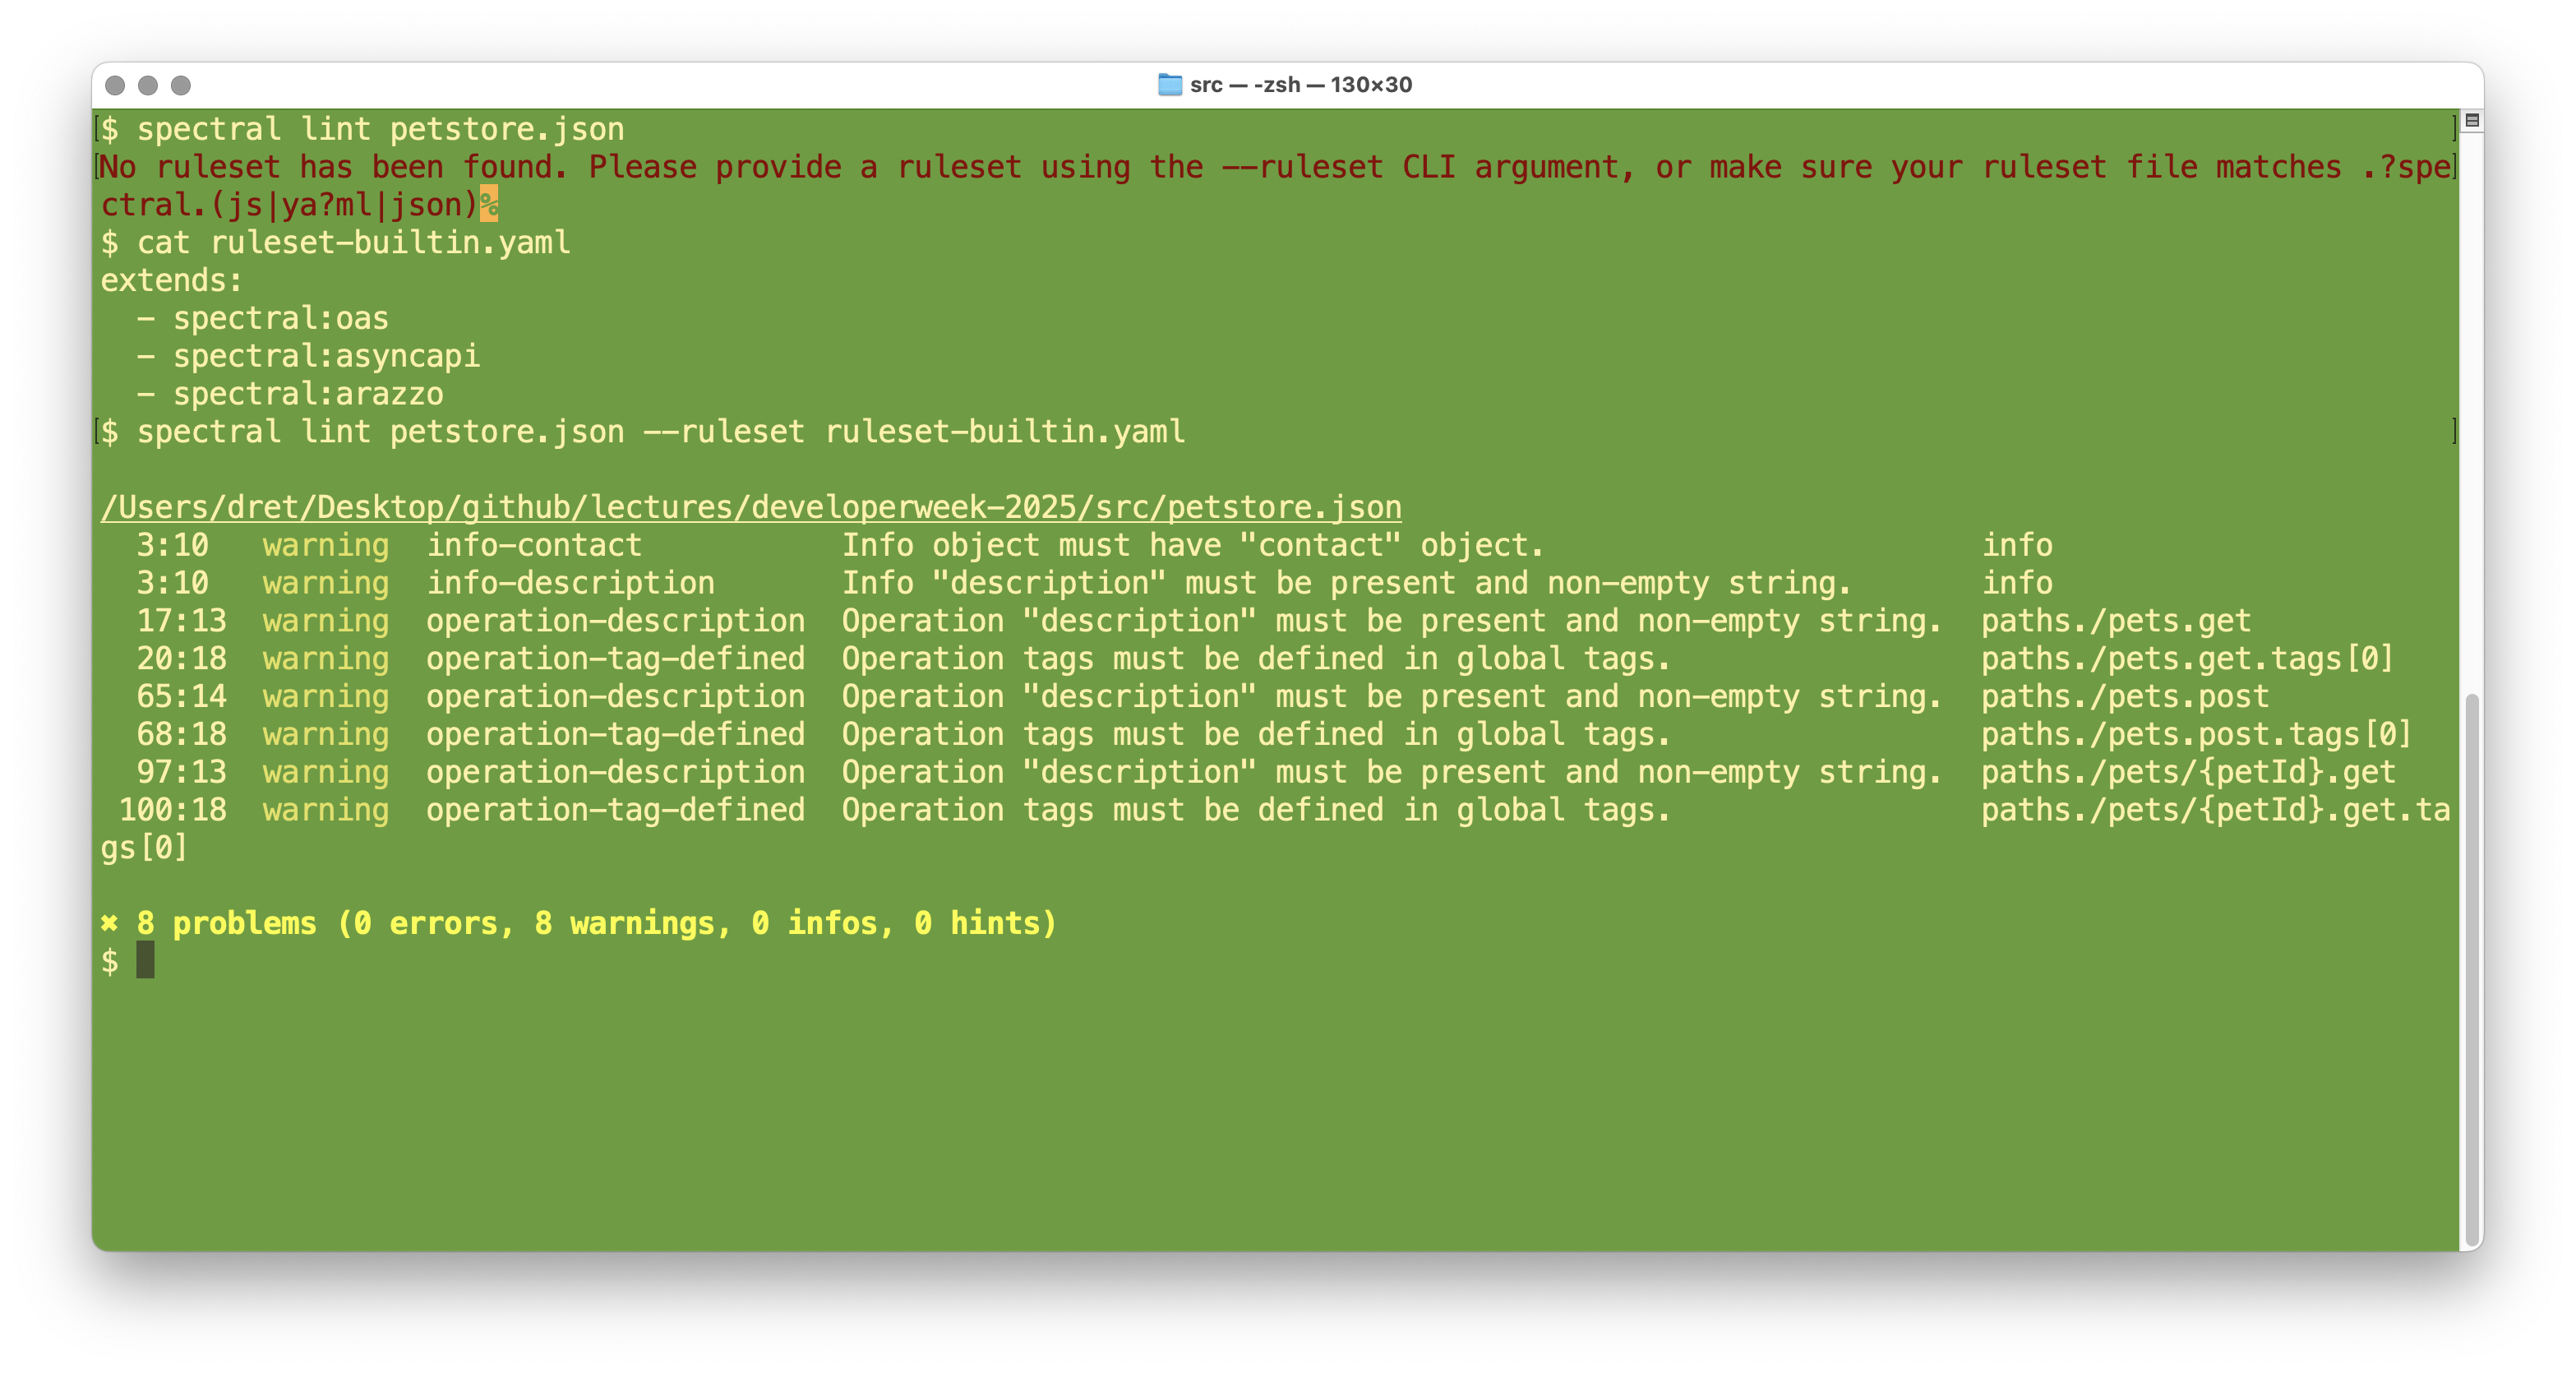 src — -zsh — 130×30
$ spectral lint petstore.json
No ruleset has been found. Please provide a ruleset using the --ruleset CLI argument, or make sure your ruleset file matches .?spe
ctral.(js|ya?ml|json)%
$ cat ruleset-builtin.yaml
extends:
  - spectral:oas
  - spectral:asyncapi
  - spectral:arazzo
$ spectral lint petstore.json --ruleset ruleset-builtin.yaml

/Users/dret/Desktop/github/lectures/developerweek-2025/src/petstore.json
  3:10   warning  info-contact           Info object must have "contact" object.                        info
  3:10   warning  info-description       Info "description" must be present and non-empty string.       info
  17:13  warning  operation-description  Operation "description" must be present and non-empty string.  paths./pets.get
  20:18  warning  operation-tag-defined  Operation tags must be defined in global tags.                 paths./pets.get.tags[0]
  65:14  warning  operation-description  Operation "description" must be present and non-empty string.  paths./pets.post
  68:18  warning  operation-tag-defined  Operation tags must be defined in global tags.                 paths./pets.post.tags[0]
  97:13  warning  operation-description  Operation "description" must be present and non-empty string.  paths./pets/{petId}.get
 100:18  warning  operation-tag-defined  Operation tags must be defined in global tags.                 paths./pets/{petId}.get.ta
gs[0]

✖ 8 problems (0 errors, 8 warnings, 0 infos, 0 hints)
$